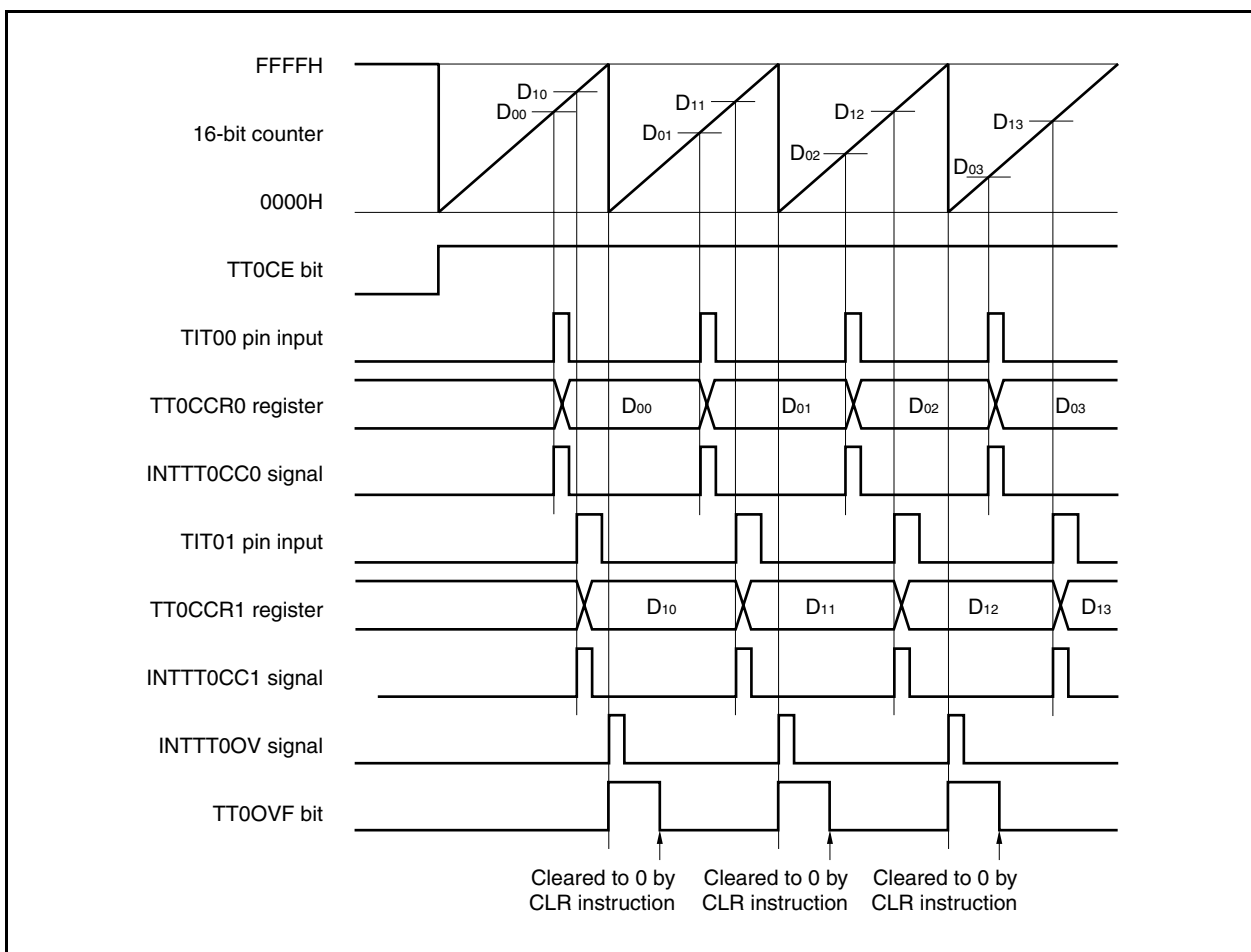 FFFFH
D10
D00
D11
D01
D12
D02
D13
D03
16-bit counter
0000H
TT0CE bit
TIT00 pin input
TT0CCR0 register
D00
D01
D02
D03
INTTT0CC0 signal
TIT01 pin input
TT0CCR1 register
D10
D11
D12
D13
INTTT0CC1 signal
INTTT0OV signal
TT0OVF bit
Cleared to 0 by
CLR instruction
Cleared to 0 by
CLR instruction
Cleared to 0 by
CLR instruction